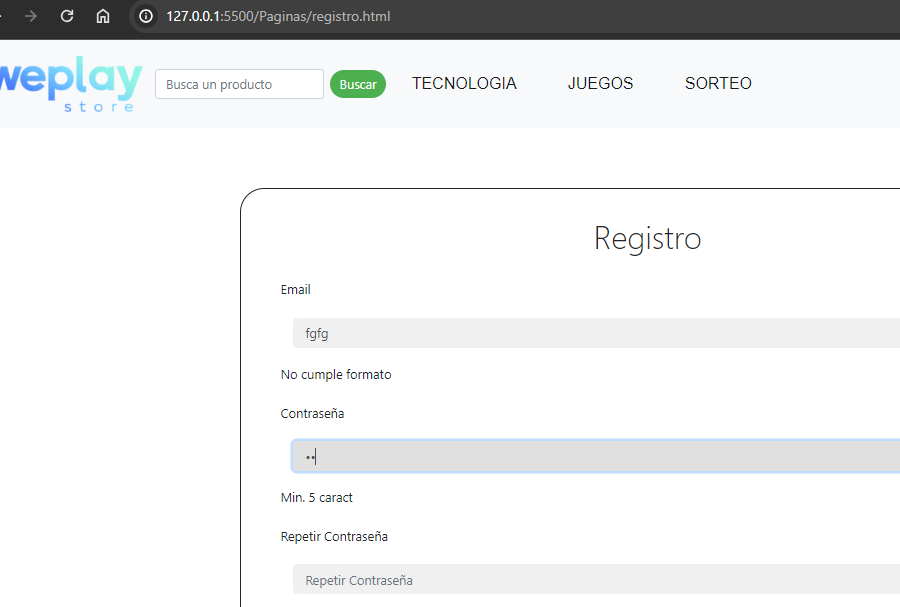 127.0.0.1:5500/Paginas/registro.html
weplay
store
Busca un producto
Buscar
TECNOLOGIA
JUEGOS
SORTEO
Registro
Email
fgfg
No cumple formato
Contraseña
••
Min. 5 caract
Repetir Contraseña
Repetir Contraseña